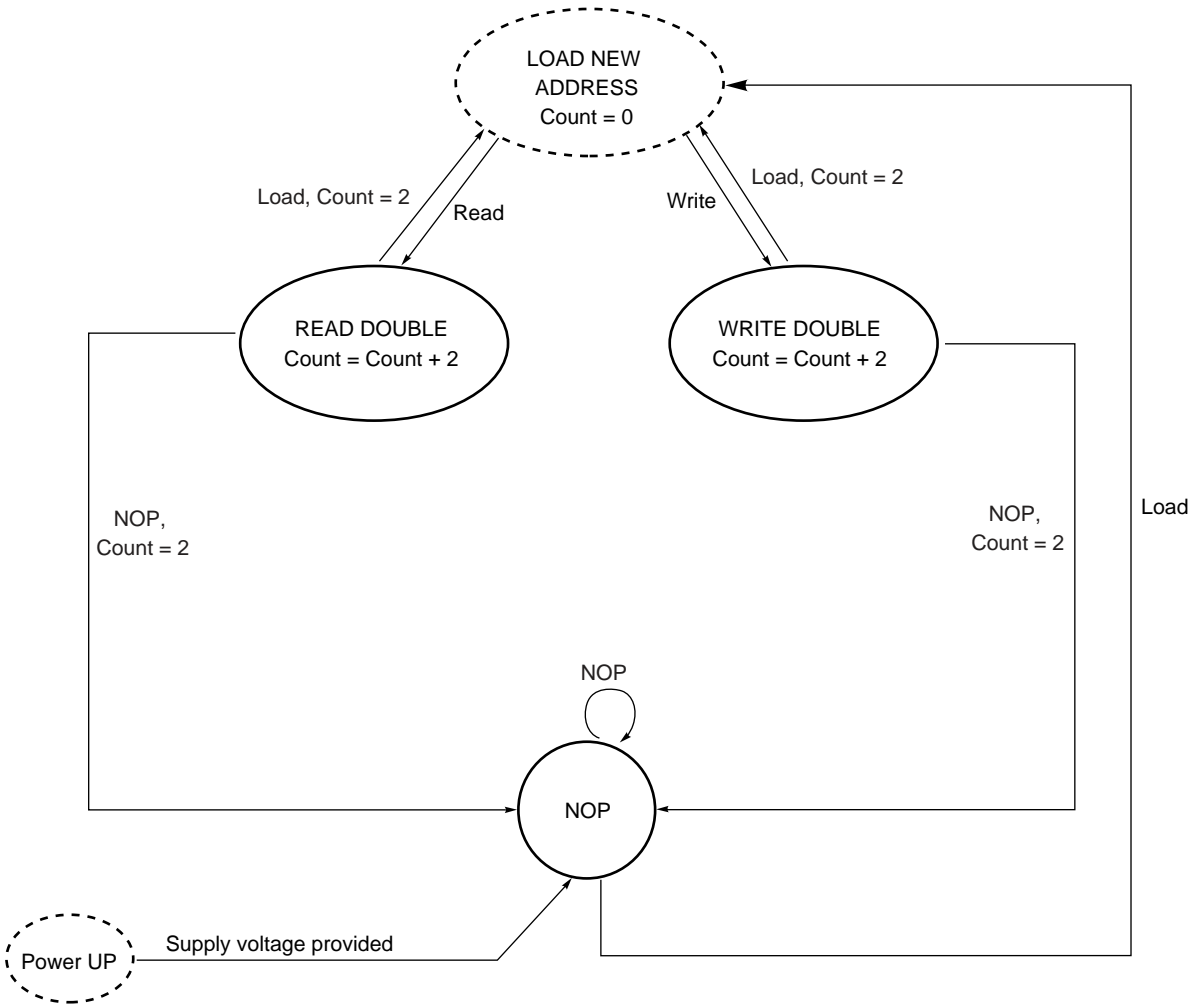 LOAD NEW
ADDRESS
Count = 0
Load, Count = 2
Read
Write
Load, Count = 2
READ DOUBLE
Count = Count + 2
WRITE DOUBLE
Count = Count + 2
NOP,
Count = 2
NOP,
Count = 2
Load
NOP
NOP
Supply voltage provided
Power UP